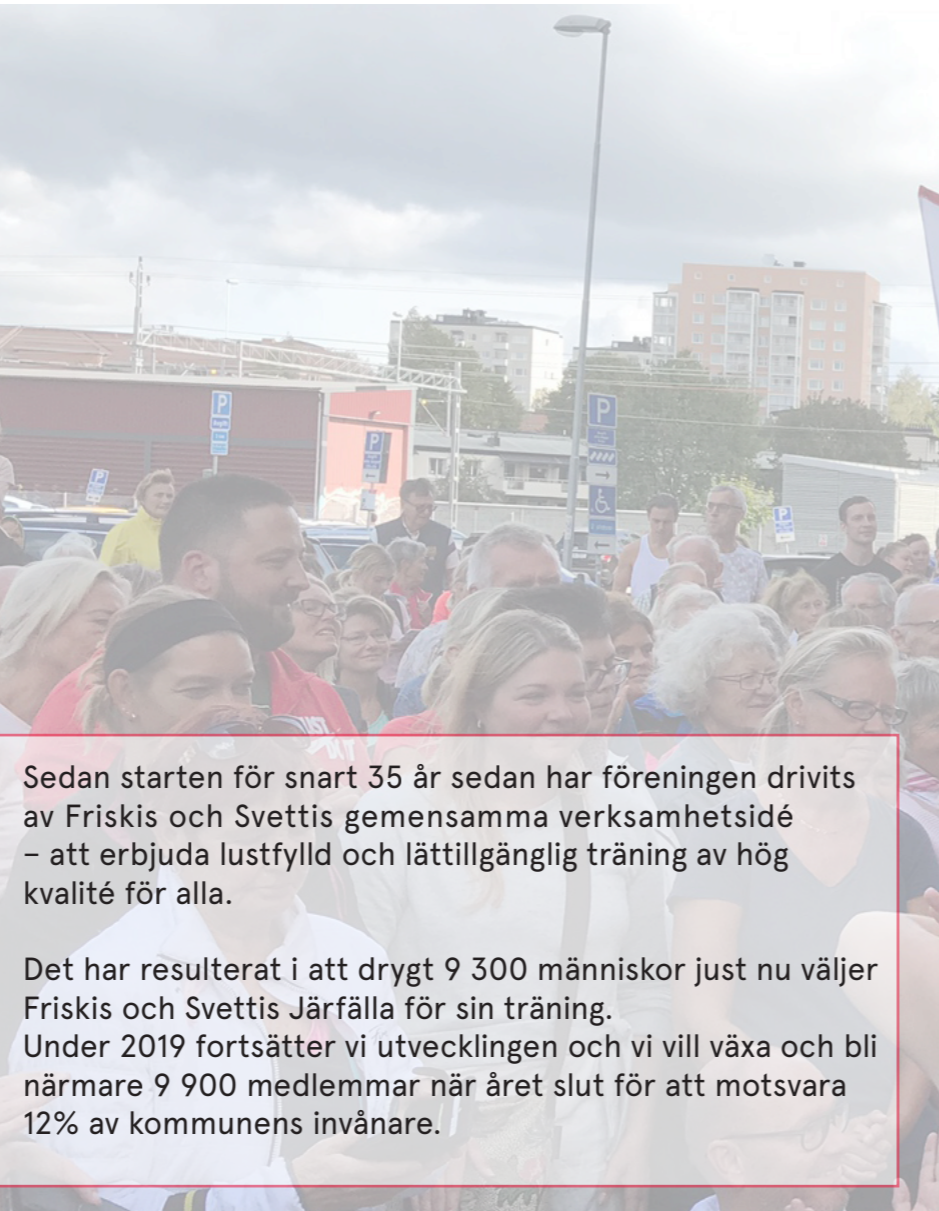 P
P
P
P
P
Sedan starten för snart 35 år sedan har föreningen drivits
av Friskis och Svettis gemensamma verksamhetsidé
– att erbjuda lustfylld och lättillgänglig träning av hög
kvalité för alla.
Det har resulterat i att drygt 9 300 människor just nu väljer
Friskis och Svettis Järfälla för sin träning.
Under 2019 fortsätter vi utvecklingen och vi vill växa och bli
närmare 9 900 medlemmar när året slut för att motsvara
12% av kommunens invånare.